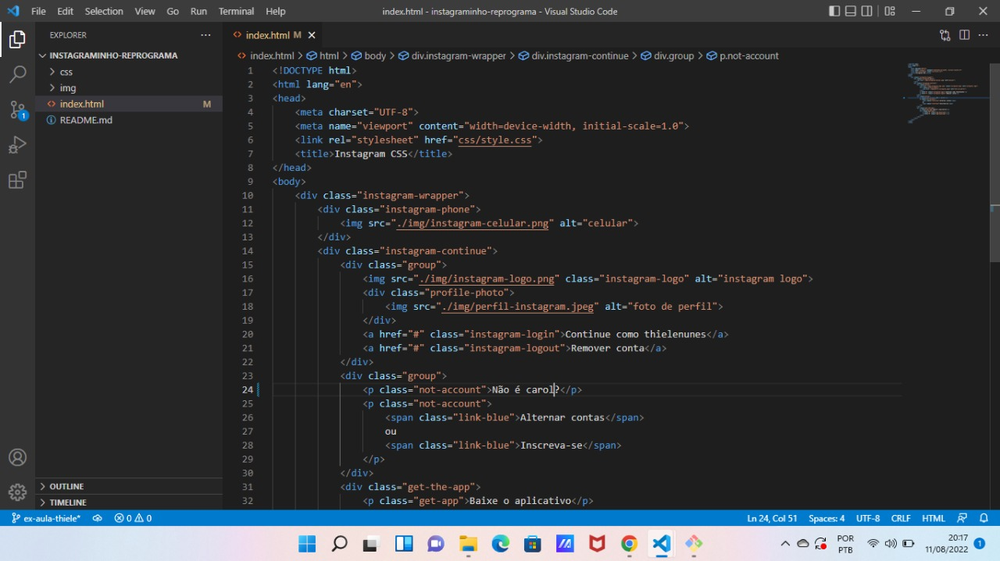 File Edit Selection View Go Run Terminal Help index.html - instagraminho-reprograma - Visual Studio Code
EXPLORER
INSTAGRAMINHO-REPROGRAMA
css
img
index.html M
README.md
OUTLINE
TIMELINE
index.html M
index.html > html > body > div.instagram-wrapper > div.instagram-continue > div.group > p.not-account
1 <!DOCTYPE html>
2 <html lang="en">
3 <head>
4 <meta charset="UTF-8">
5 <meta name="viewport" content="width=device-width, initial-scale=1.0">
6 <link rel="stylesheet" href="css/style.css">
7 <title>Instagram CSS</title>
8 </head>
9 <body>
10 <div class="instagram-wrapper">
11 <div class="instagram-phone">
12 <img src="./img/instagram-celular.png" alt="celular">
13 </div>
14 <div class="instagram-continue">
15 <div class="group">
16 <img src="./img/instagram-logo.png" class="instagram-logo" alt="instagram logo">
17 <div class="profile-photo">
18 <img src="./img/perfil-instagram.jpeg" alt="foto de perfil">
19 </div>
20 <a href="#" class="instagram-login">Continue como thielenunes</a>
21 <a href="#" class="instagram-logout">Remover conta</a>
22 </div>
23 <div class="group">
24 <p class="not-account">Não é carol?</p>
25 <p class="not-account">
26 <span class="link-blue">Alternar contas</span>
27 ou
28 <span class="link-blue">Inscreva-se</span>
29 </p>
30 </div>
31 <div class="get-the-app">
32 <p class="get-app">Baixe o aplicativo</p>
1
ex-aula-thiele* 0 0 Ln 24, Col 51 Spaces: 4 UTF-8 CRLF HTML
POR
PTB
20:17
11/08/2022
1